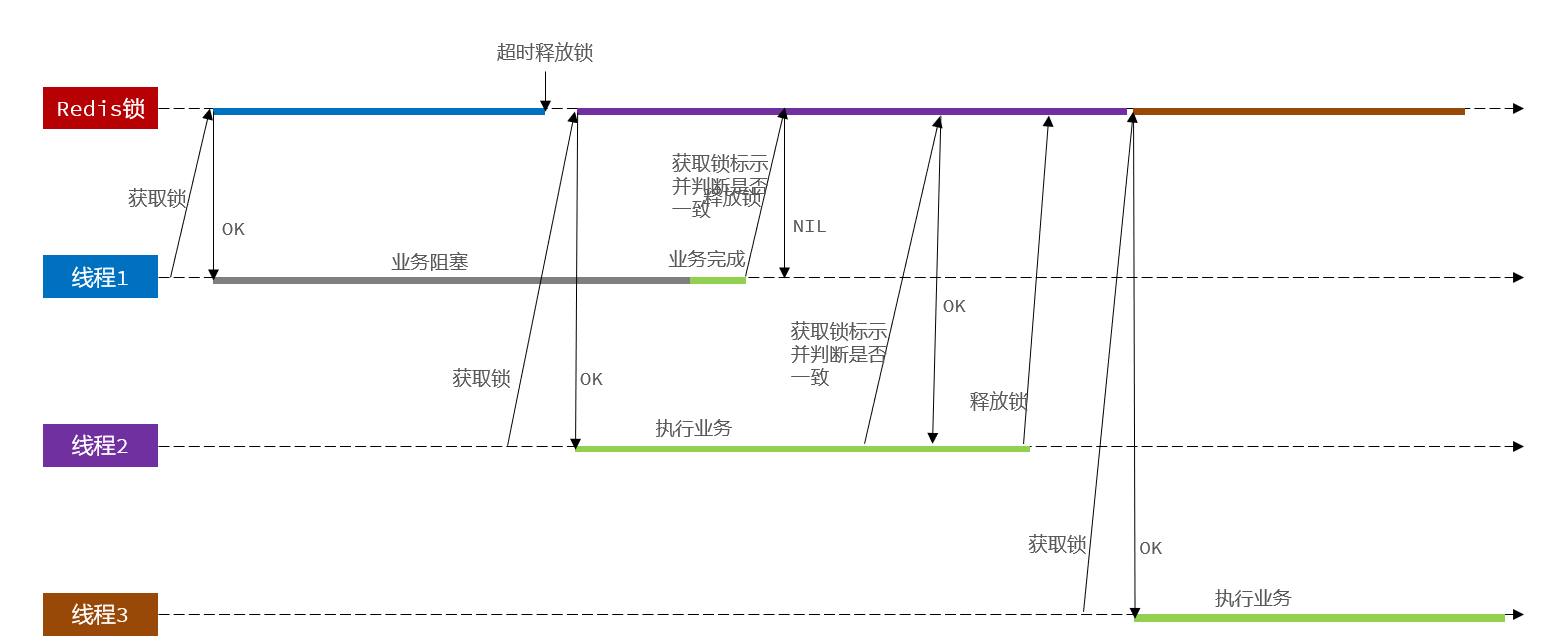 超时释放锁
Redis锁
获取锁
OK
获取锁标示
并判断是否
一致
释放锁
NIL
业务阻塞
业务完成
线程1
获取锁
OK
获取锁标示
并判断是否
一致
OK
释放锁
执行业务
线程2
获取锁
OK
执行业务
线程3